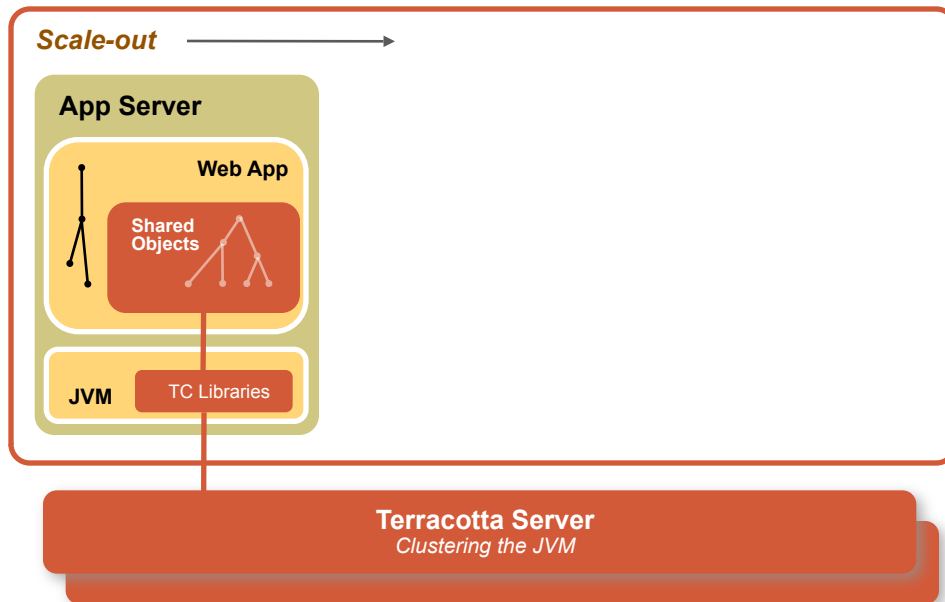 Scale-out
App Server
Web App
Shared
Objects
JVM
TC Libraries
Terracotta Server
Clustering the JVM